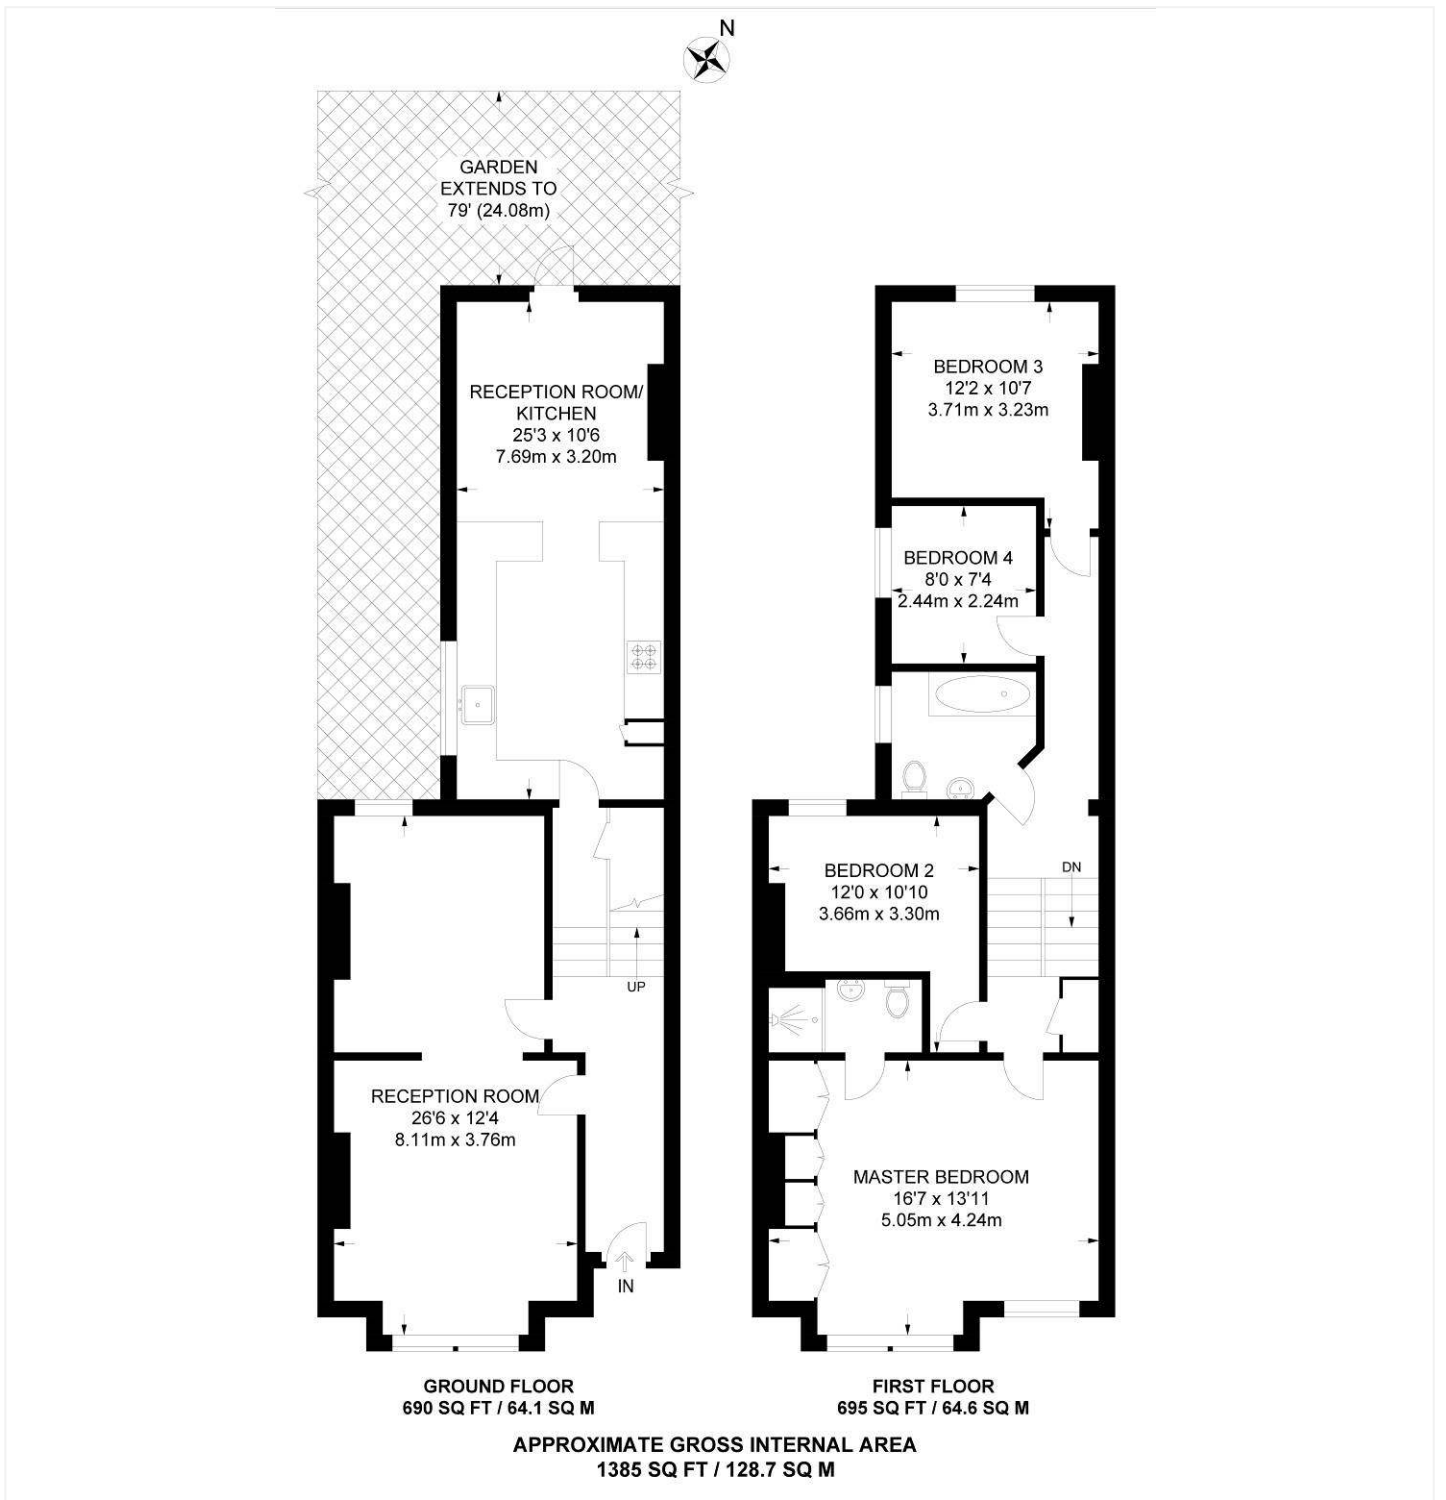 N
GARDEN
EXTENDS TO
79' (24.08m)
RECEPTION ROOM/
KITCHEN
25'3 x 10'6
7.69m x 3.20m
UP
RECEPTION ROOM
26'6 x 12'4
8.11m x 3.76m
IN
GROUND FLOOR
690 SQ FT / 64.1 SQ M
BEDROOM 3
12'2 x 10'7
3.71m x 3.23m
BEDROOM 4
8'0 x 7'4
2.44m x 2.24m
DN
BEDROOM 2
12'0 x 10'10
3.66m x 3.30m
MASTER BEDROOM
16'7 x 13'11
5.05m x 4.24m
FIRST FLOOR
695 SQ FT / 64.6 SQ M
APPROXIMATE GROSS INTERNAL AREA
1385 SQ FT / 128.7 SQ M